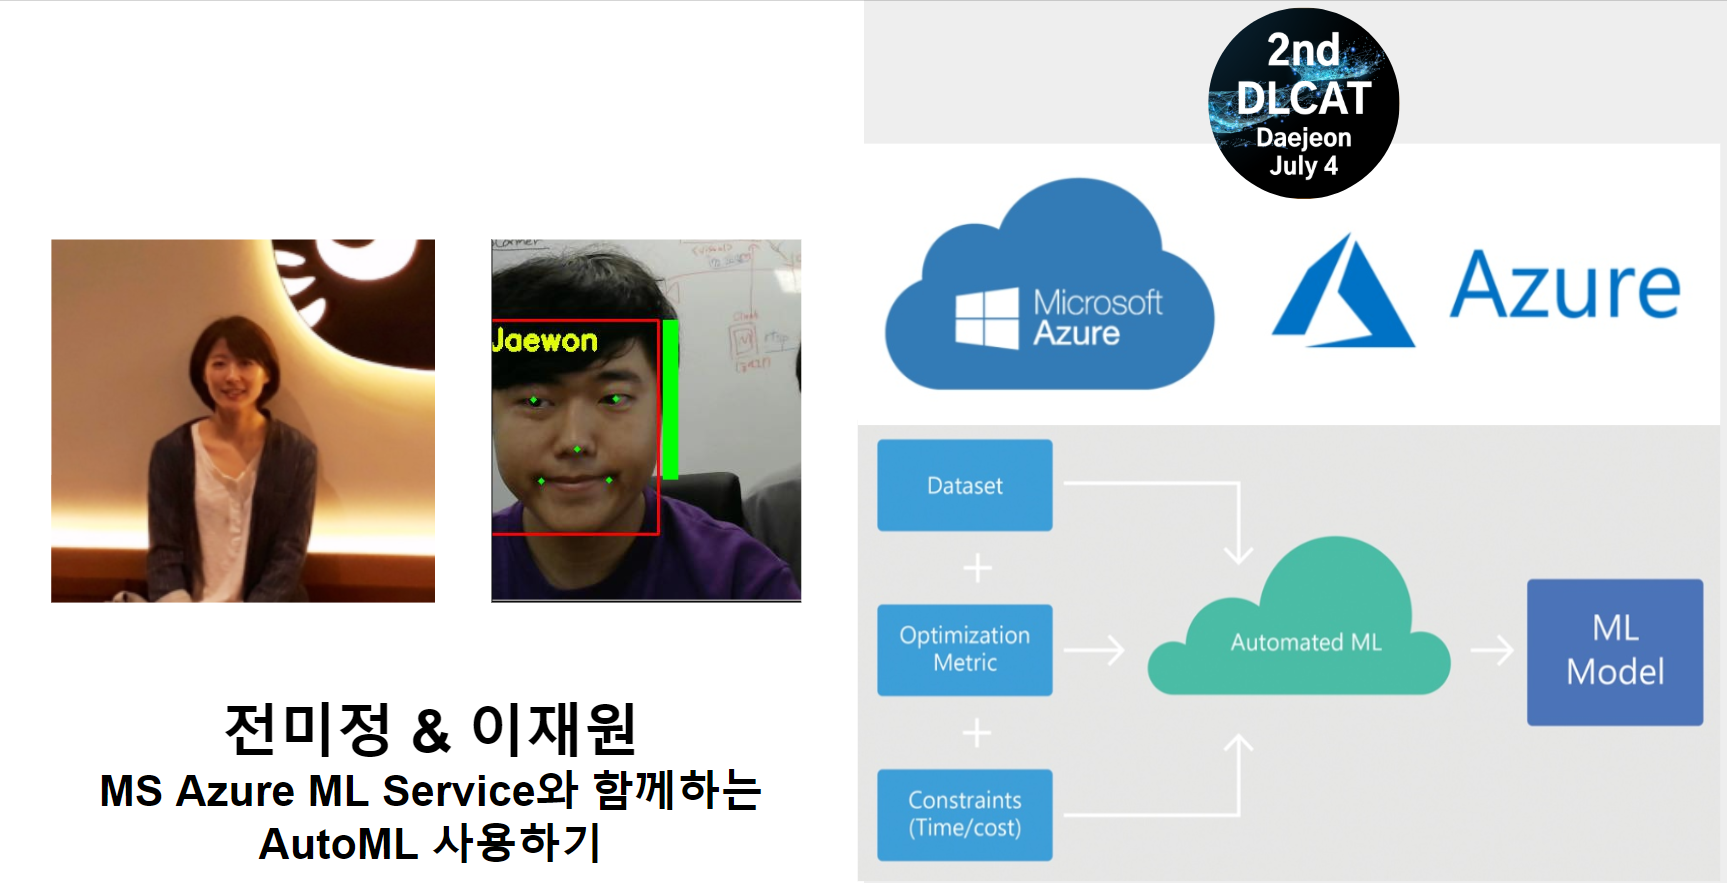 Jaewon
전미정 & 이재원
MS Azure ML Service와 함께하는
AutoML 사용하기
2nd
DLCAT
Daejeon
July 4
Microsoft
Azure
Azure
Dataset
+
Optimization
Metric
+
Constraints
(Time/cost)
Automated ML
ML
Model